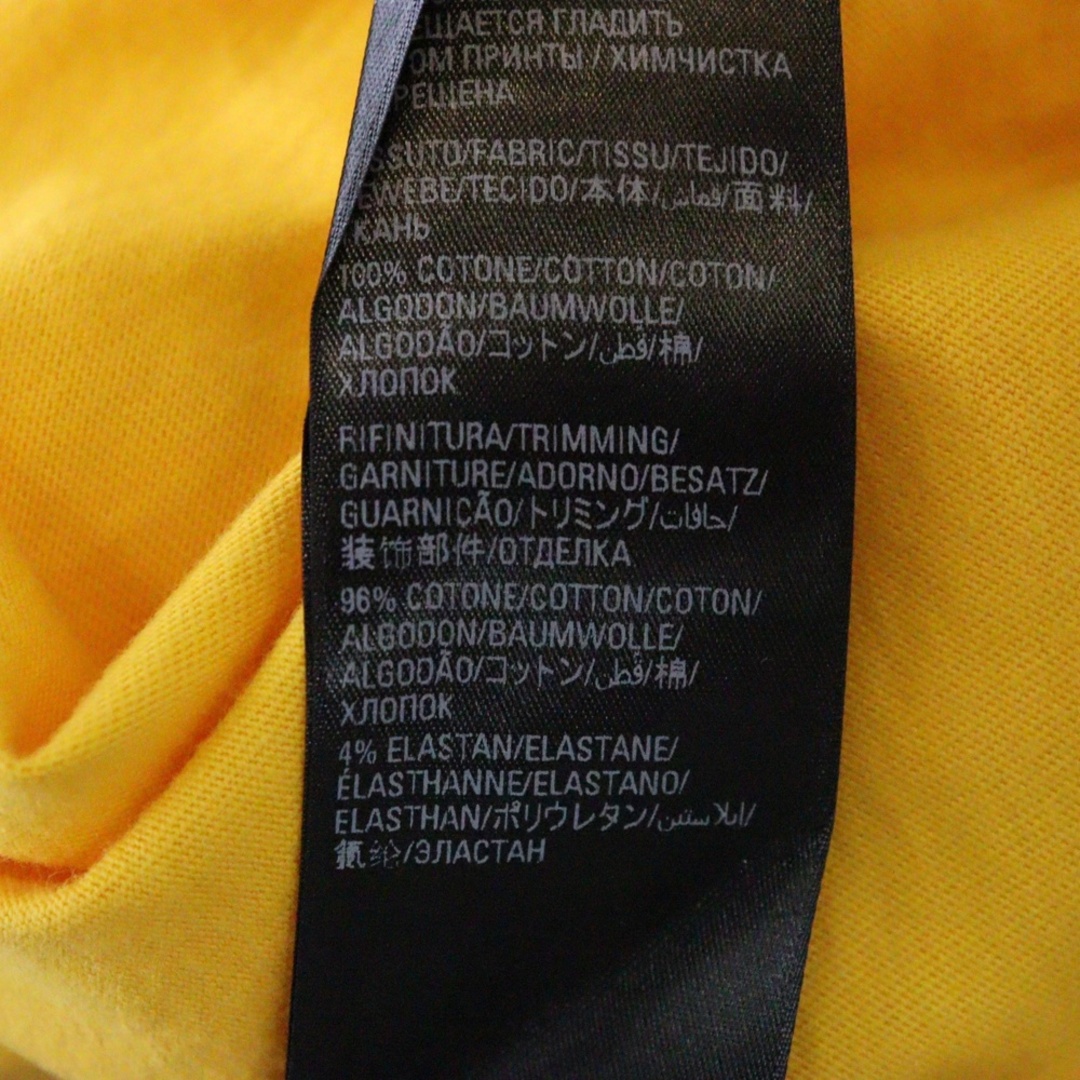 ЩАЕТСЯ ГЛАДИТЬ
ОМ ПРИНТЫ / ХИМЧИСТКА
РЕЩЕНА
SSUTO/FABRIC/TISSU/TEJIDO/
EWEBE/TECIDO/本体/قماش/面料/
КАНЬ
100% COTONE/COTTON/COTON/
ALGODON/BAUMWOLLE/
ALGODÃO/コットン/قطن/棉/
ХЛОПОК
RIFINITURA/TRIMMING/
GARNITURE/ADORNO/BESATZ/
GUARNIÇÃO/トリミング/حافات/
装饰部件/ОТДЕЛКА
96% COTONE/COTTON/COTON/
ALGODON/BAUMWOLLE/
ALGODÃO/コットン/قطن/棉/
ХЛОПОК
4% ELASTAN/ELASTANE/
ÉLASTHANNE/ELASTANO/
ELASTHAN/ポリウレタン/ايلاستين/
氨纶/ЭЛАСТАН